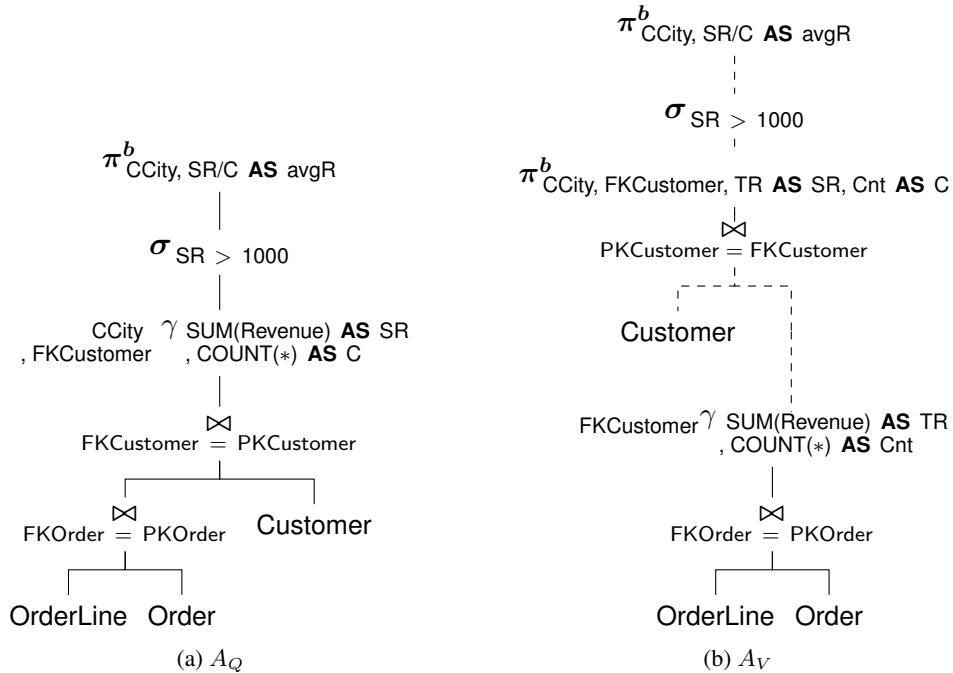 π^b CCity, SR/C AS avgR
σ SR > 1000
CCity γ SUM(Revenue) AS SR
, FKCustomer , COUNT(∗) AS C
⋈
FKCustomer = PKCustomer
⋈
FKOrder = PKOrder
Customer
OrderLine Order
(a) A_Q
π^b CCity, SR/C AS avgR
σ SR > 1000
π^b CCity, FKCustomer, TR AS SR, Cnt AS C
⋈
PKCustomer = FKCustomer
Customer
FKCustomer γ SUM(Revenue) AS TR
, COUNT(∗) AS Cnt
⋈
FKOrder = PKOrder
OrderLine Order
(b) A_V